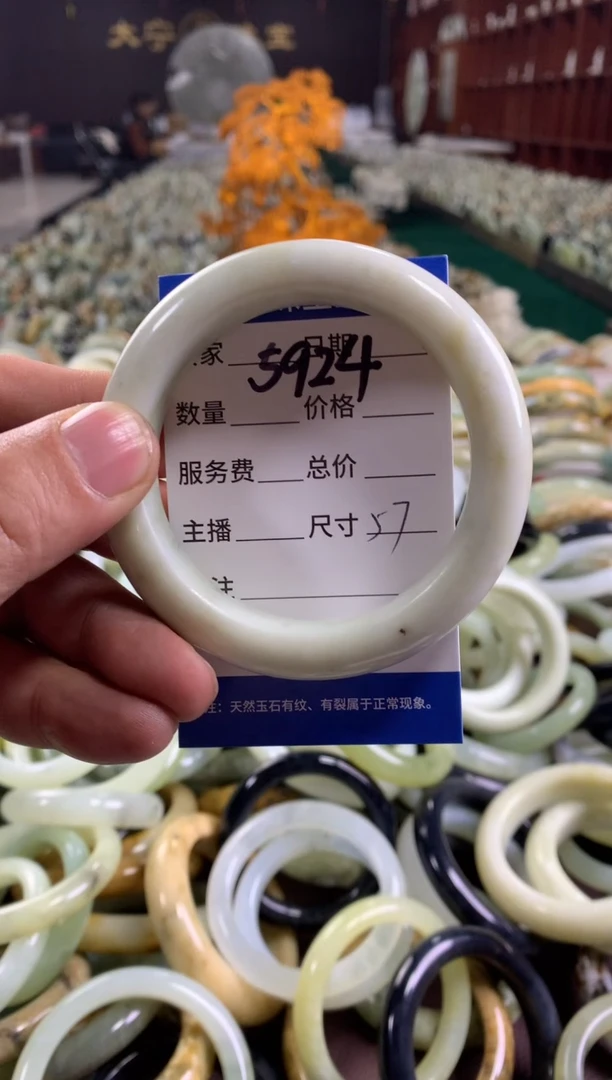 家 日期
5924
数量 价格
服务费 总价
主播 尺寸 57
注
注：天然玉石有纹、有裂属于正常现象。